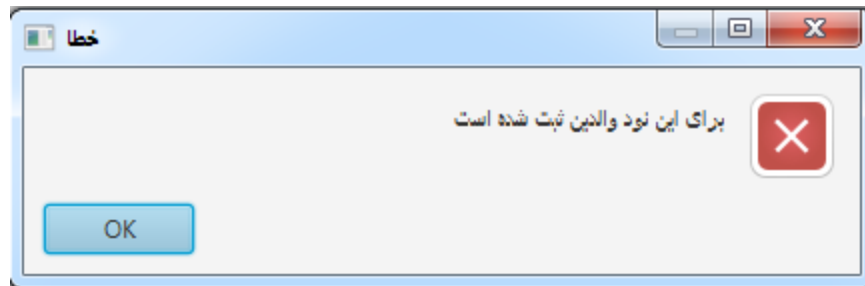 خطا
برای این نود والدین ثبت شده است
OK